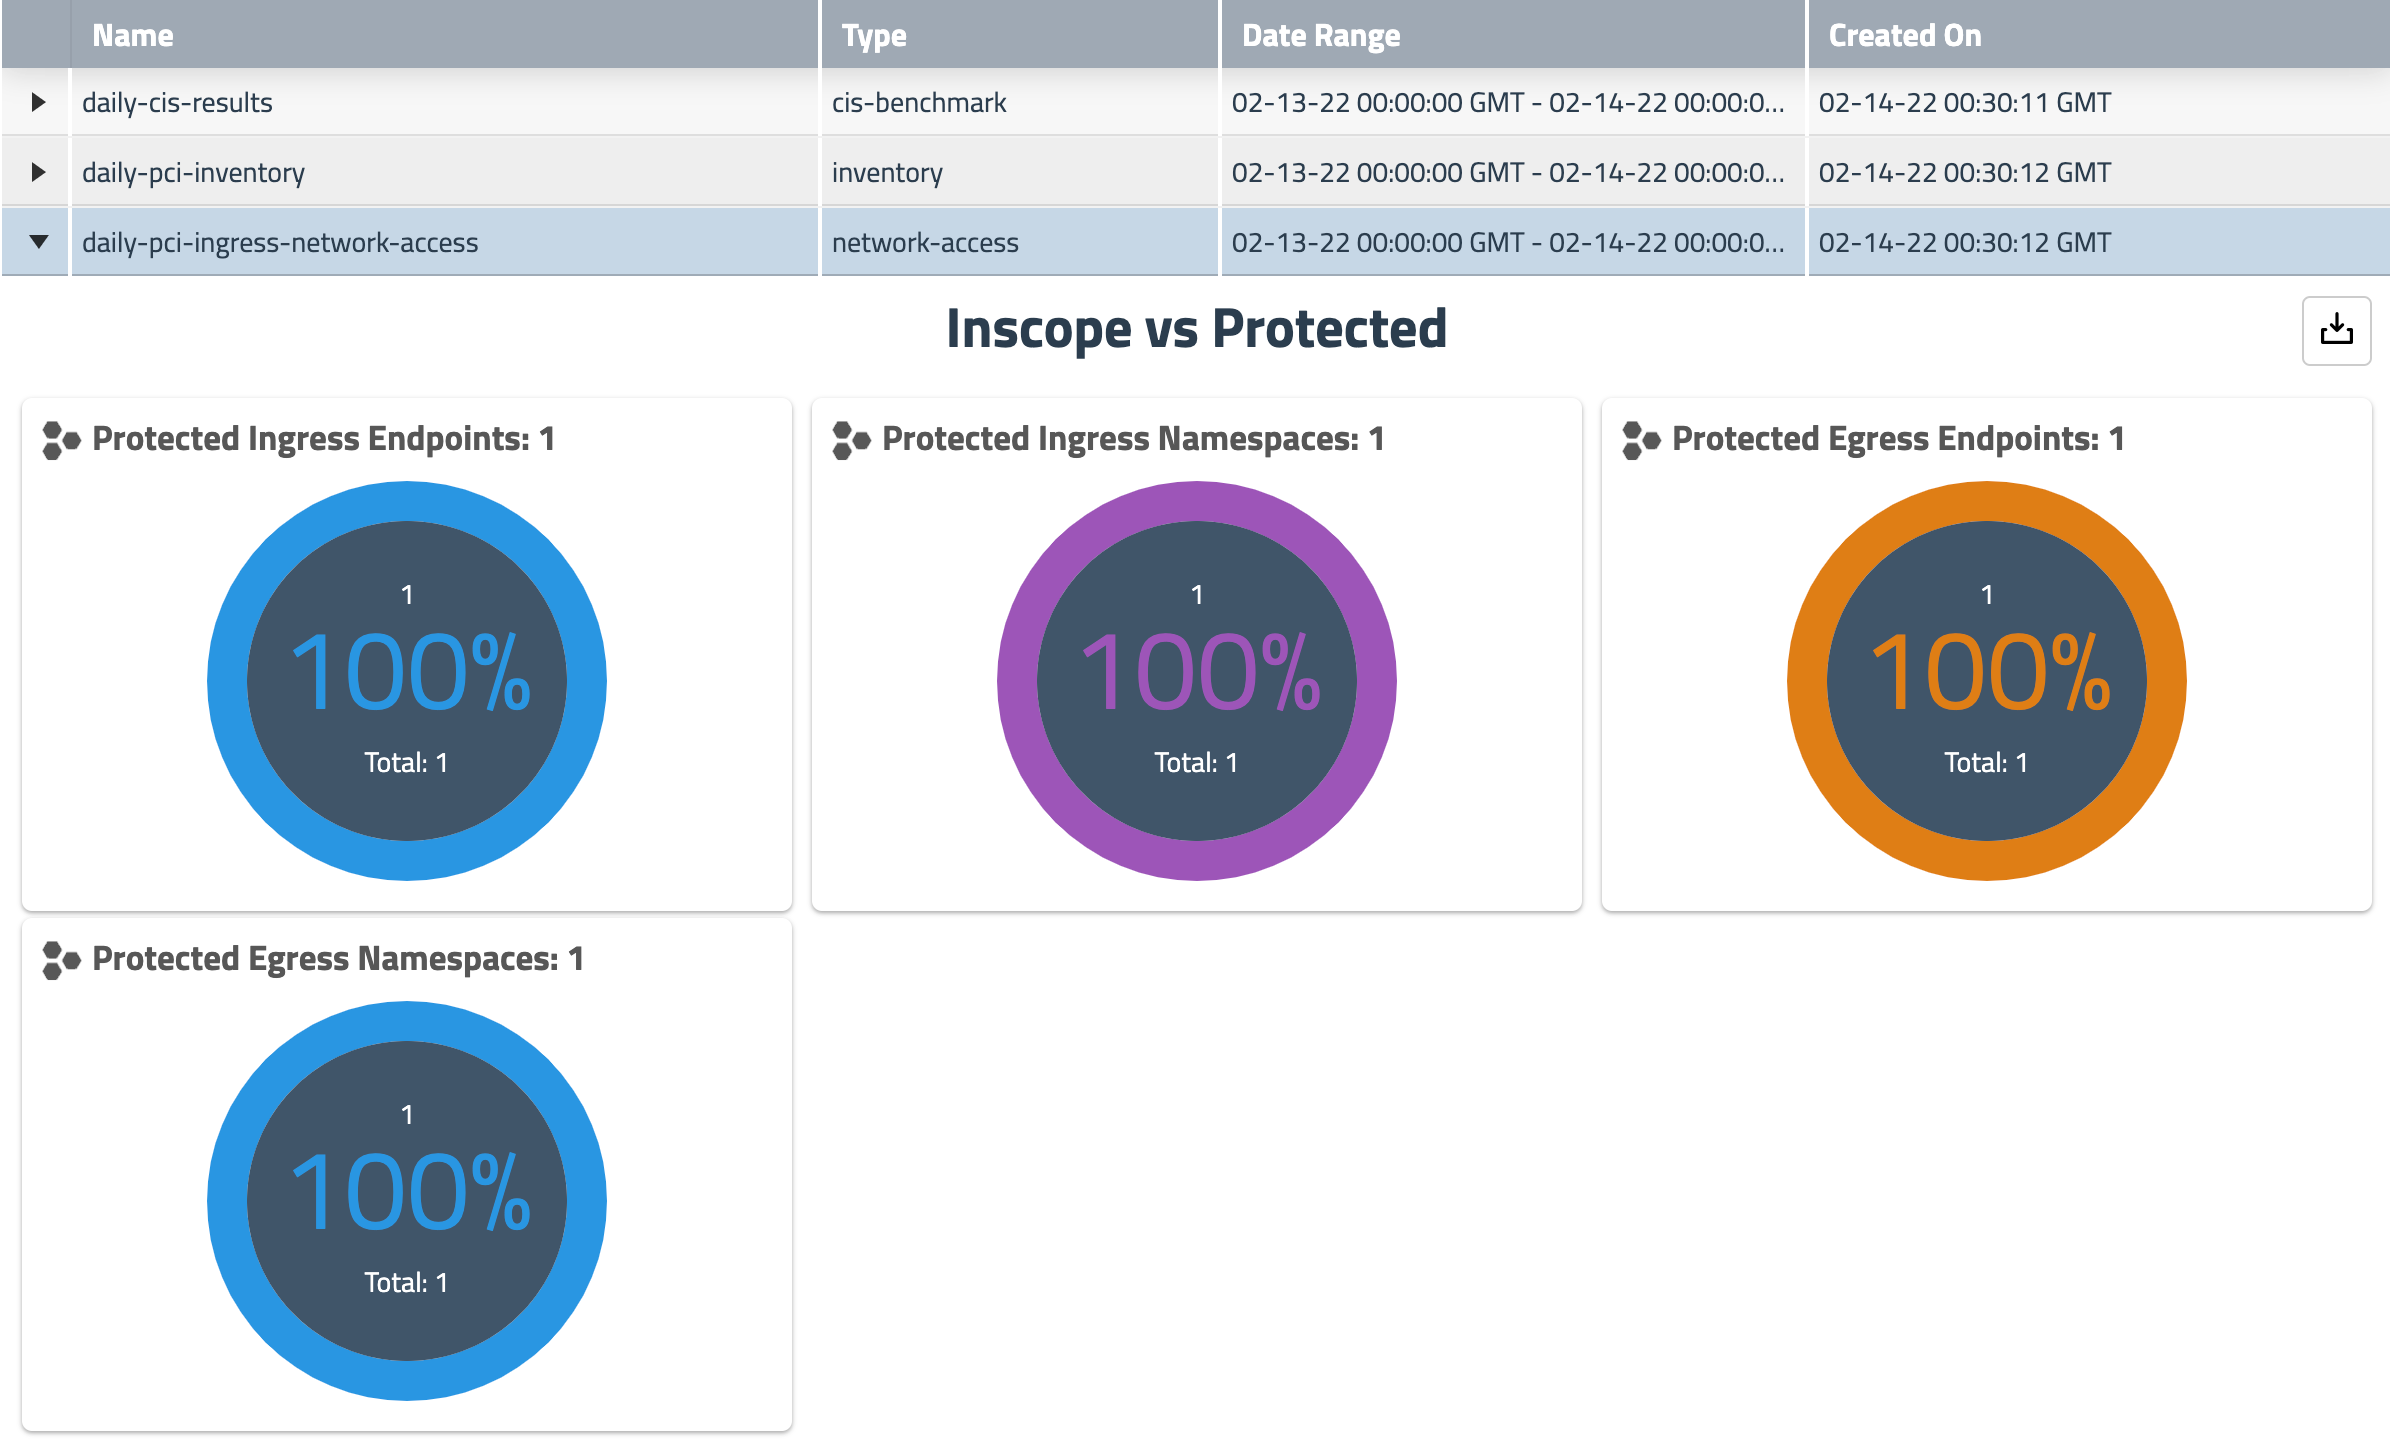 Name Type Date Range Created On
daily-cis-results cis-benchmark 02-13-22 00:00:00 GMT - 02-14-22 00:00:0... 02-14-22 00:30:11 GMT
daily-pci-inventory inventory 02-13-22 00:00:00 GMT - 02-14-22 00:00:0... 02-14-22 00:30:12 GMT
daily-pci-ingress-network-access network-access 02-13-22 00:00:00 GMT - 02-14-22 00:00:0... 02-14-22 00:30:12 GMT
Inscope vs Protected
Protected Ingress Endpoints: 1
1
100%
Total: 1
Protected Ingress Namespaces: 1
1
100%
Total: 1
Protected Egress Endpoints: 1
1
100%
Total: 1
Protected Egress Namespaces: 1
1
100%
Total: 1